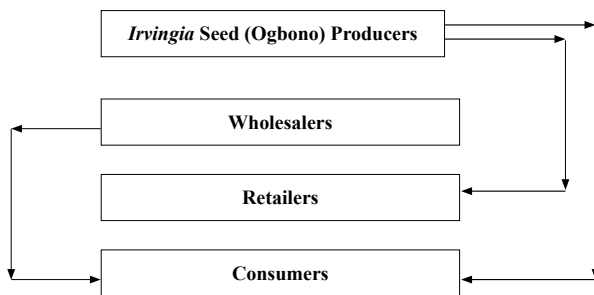 Irvingia Seed (Ogbono) Producers
Wholesalers
Retailers
Consumers